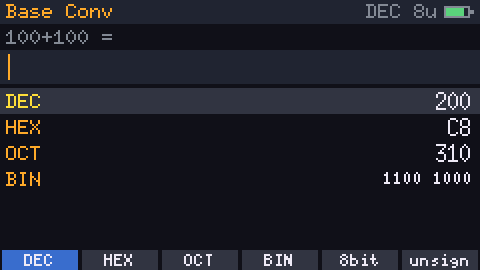 Base Conv DEC 8u
100+100 =
DEC 200
HEX C8
OCT 310
BIN 1100 1000
DEC HEX OCT BIN 8bit unsign